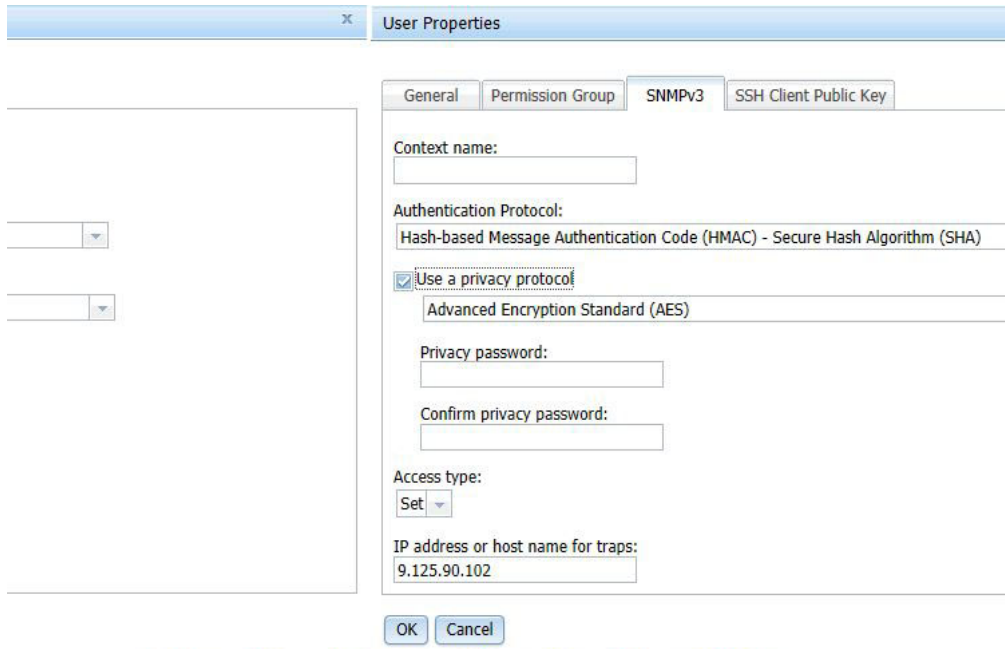 x
User Properties
General Permission Group SNMPv3 SSH Client Public Key
Context name:
Authentication Protocol:
Hash-based Message Authentication Code (HMAC) - Secure Hash Algorithm (SHA)
Use a privacy protocol
Advanced Encryption Standard (AES)
Privacy password:
Confirm privacy password:
Access type:
Set
IP address or host name for traps:
9.125.90.102
OK Cancel